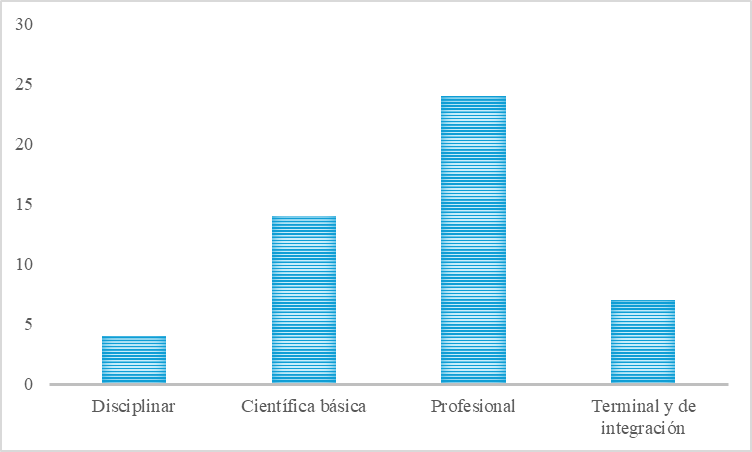 30
25
20
15
10
5
0
Disciplinar
Científica básica
Profesional
Terminal y de
integración